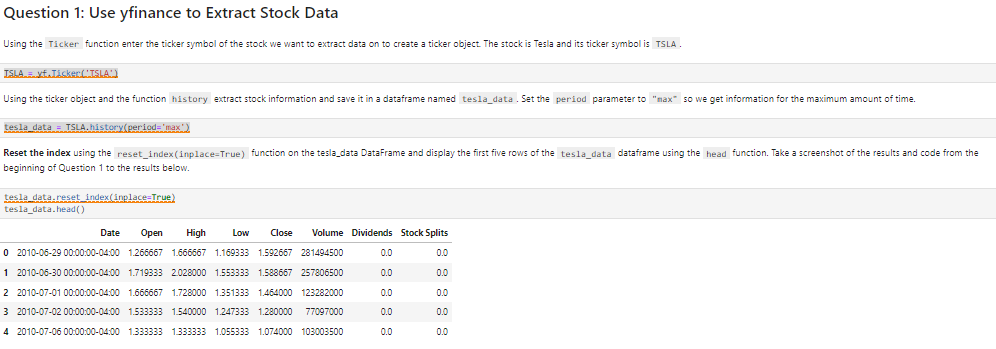 Question 1: Use yfinance to Extract Stock Data
Using the Ticker function enter the ticker symbol of the stock we want to extract data on to create a ticker object. The stock is Tesla and its ticker symbol is TSLA .
TSLA = yf.Ticker('TSLA')
Using the ticker object and the function history extract stock information and save it in a dataframe named tesla_data . Set the period parameter to "max" so we get information for the maximum amount of time.
tesla_data = TSLA.history(period='max')
Reset the index using the reset_index(inplace=True) function on the tesla_data DataFrame and display the first five rows of the tesla_data dataframe using the head function. Take a screenshot of the results and code from the
beginning of Question 1 to the results below.
tesla_data.reset_index(inplace=True)
tesla_data.head()
Date Open High Low Close Volume Dividends Stock Splits
0 2010-06-29 00:00:00-04:00 1.266667 1.666667 1.169333 1.592667 281494500 0.0 0.0
1 2010-06-30 00:00:00-04:00 1.719333 2.028000 1.553333 1.588667 257806500 0.0 0.0
2 2010-07-01 00:00:00-04:00 1.666667 1.728000 1.351333 1.464000 123282000 0.0 0.0
3 2010-07-02 00:00:00-04:00 1.533333 1.540000 1.247333 1.280000 77097000 0.0 0.0
4 2010-07-06 00:00:00-04:00 1.333333 1.333333 1.055333 1.074000 103003500 0.0 0.0